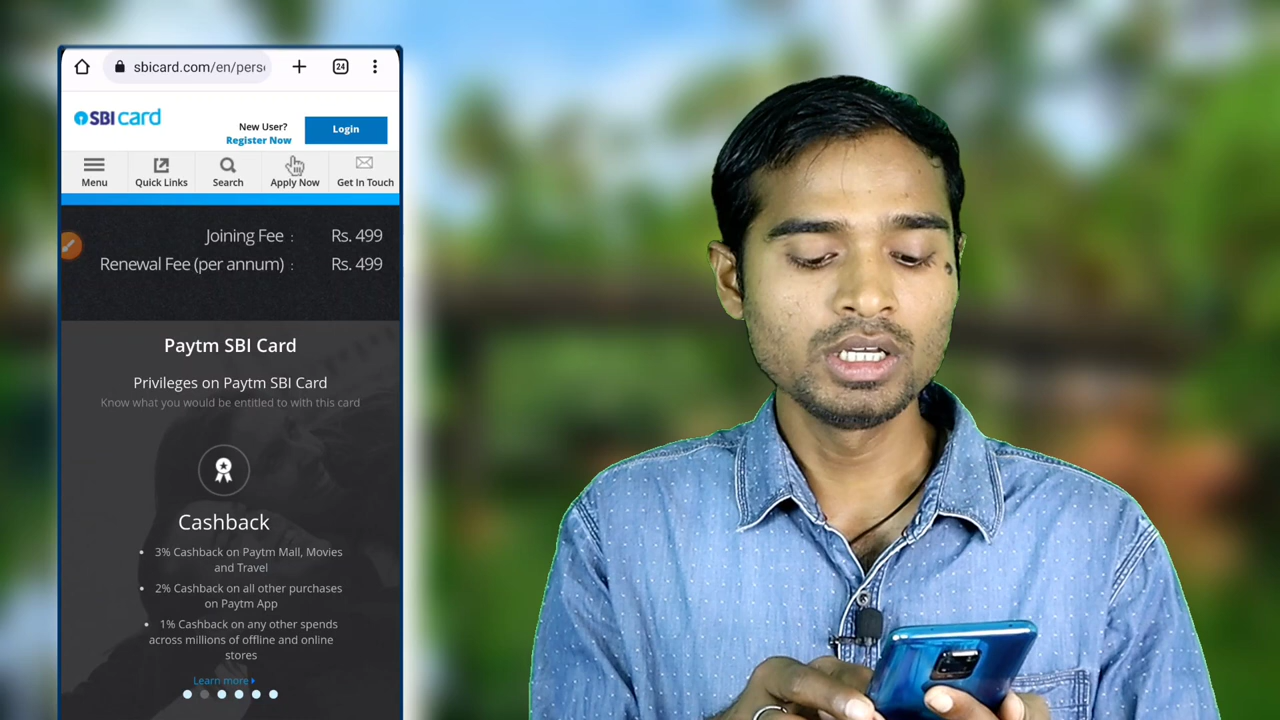 sbicard.com/en/pers
24
SBI card
New User?
Register Now
Login
Menu
Quick Links
Search
Apply Now
Get In Touch
Joining Fee : Rs. 499
Renewal Fee (per annum) : Rs. 499
Paytm SBI Card
Privileges on Paytm SBI Card
Know what you would be entitled to with this card
Cashback
• 3% Cashback on Paytm Mall, Movies
and Travel
• 2% Cashback on all other purchases
on Paytm App
• 1% Cashback on any other spends
across millions of offline and online
stores
Learn more